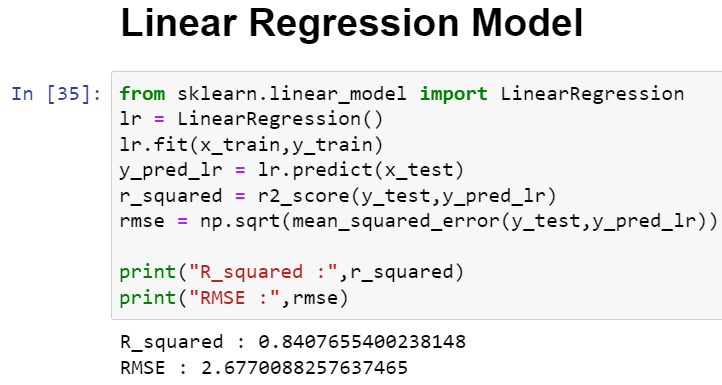 Linear Regression Model
In [35]:
from sklearn.linear_model import LinearRegression
lr = LinearRegression()
lr.fit(x_train,y_train)
y_pred_lr = lr.predict(x_test)
r_squared = r2_score(y_test,y_pred_lr)
rmse = np.sqrt(mean_squared_error(y_test,y_pred_lr))
print("R_squared :",r_squared)
print("RMSE :",rmse)
R_squared : 0.8407655400238148
RMSE : 2.6770088257637465